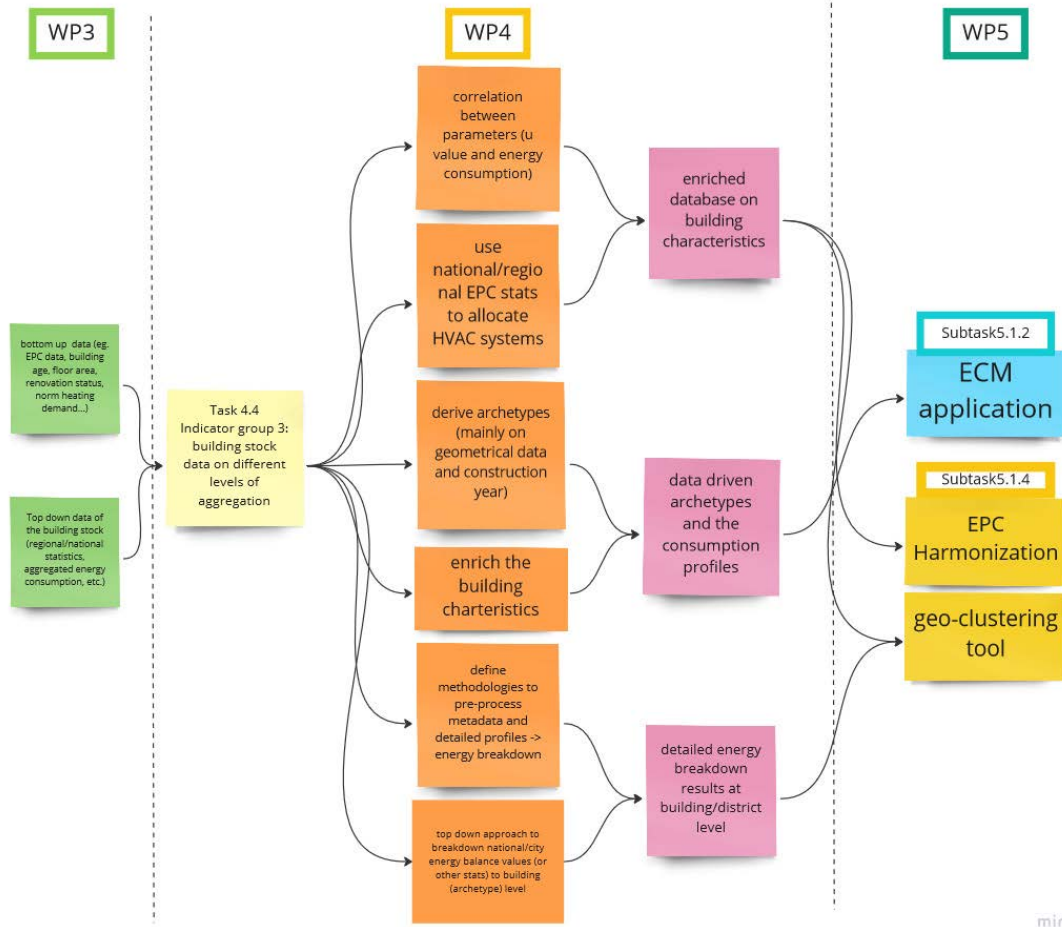 WP3
WP4
WP5
bottom up  data (eg.
EPC data, building
age, floor area,
renovation status,
norm heating
demand...)
Top down data of
the building stock
(regional/national
statistics,
aggregated energy
consumption, etc.)
Task 4.4
Indicator group 3:
building stock
data on different
levels of
aggregation
correlation
between
parameters (u
value and energy
consumption)
use
national/regio
nal EPC stats
to allocate
HVAC systems
derive archetypes
(mainly on
geometrical data
and construction
year)
enrich the
building
charteristics
define
methodologies to
pre-process
metadata and
detailed profiles ->
energy breakdown
top down approach to
breakdown national/city
energy balance values (or
other stats) to building
(archetype) level
enriched
database on
building
characteristics
data driven
archetypes
and the
consumption
profiles
detailed energy
breakdown
results at
building/district
level
Subtask5.1.2
ECM
application
Subtask5.1.4
EPC
Harmonization
geo-clustering
tool